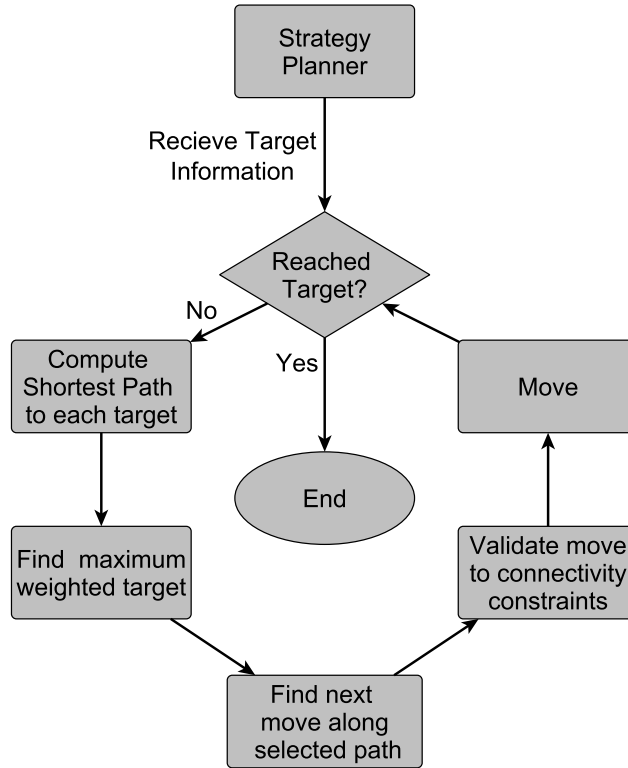 Strategy
Planner
Recieve Target
Information
Reached
Target?
No
Yes
Compute
Shortest Path
to each target
Move
End
Find maximum
weighted target
Validate move
to connectivity
constraints
Find next
move along
selected path